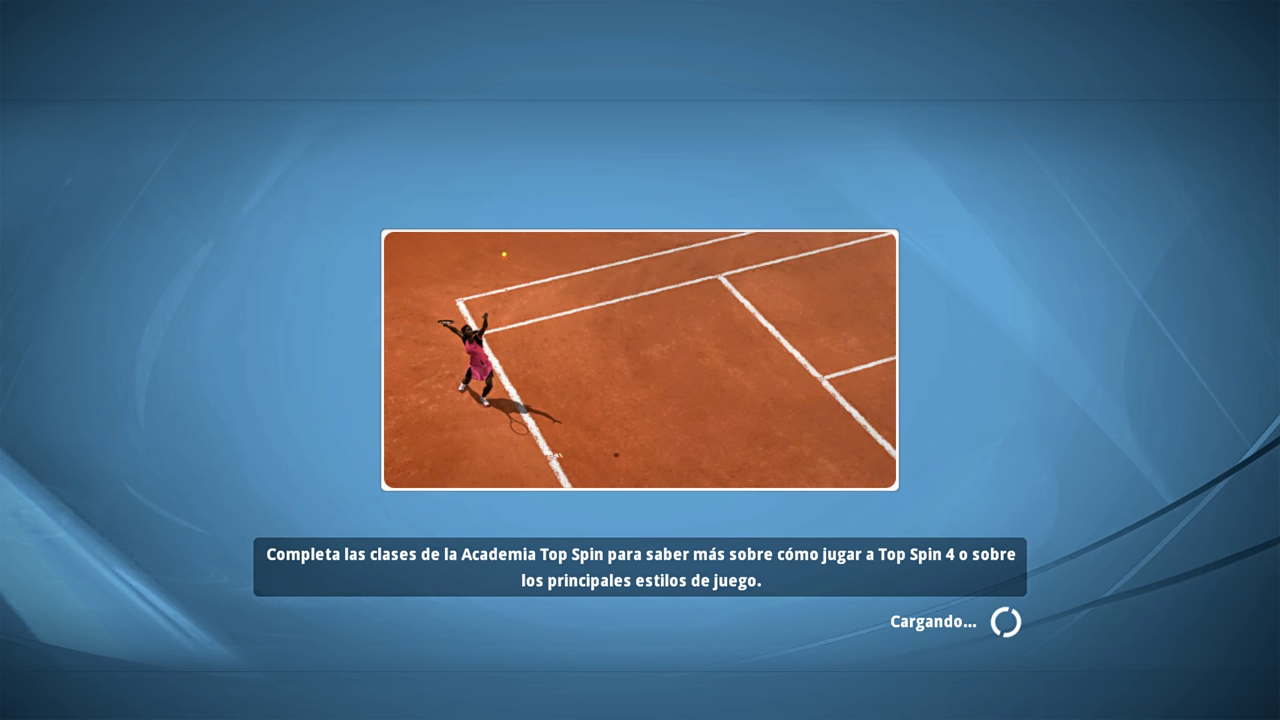 Completa las clases de la Academia Top Spin para saber más sobre cómo jugar a Top Spin 4 o sobre
los principales estilos de juego.
Cargando...